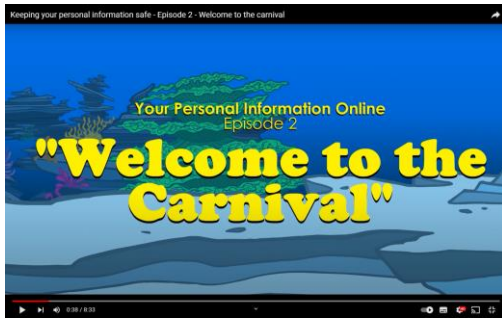 Keeping your personal information safe - Episode 2 - Welcome to the carnival
Your Personal Information Online
Episode 2
"Welcome to the
Carnival"
0:38 / 8:33